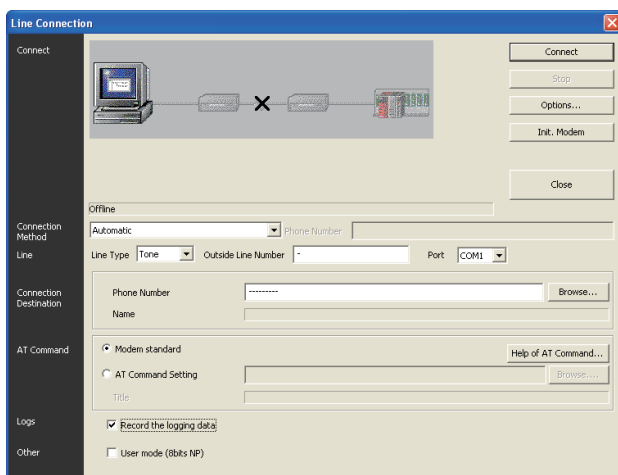 Line Connection
Connect
Connect
Stop
Options...
Init. Modem
Close
Offline
Connection Method
Automatic
Phone Number
Line
Line Type
Tone
Outside Line Number
-
Port
COM1
Connection Destination
Phone Number
---------
Browse...
Name
AT Command
Modem standard
Help of AT Command...
AT Command Setting
Browse....
Title
Logs
Record the logging data
Other
User mode (8bits NP)